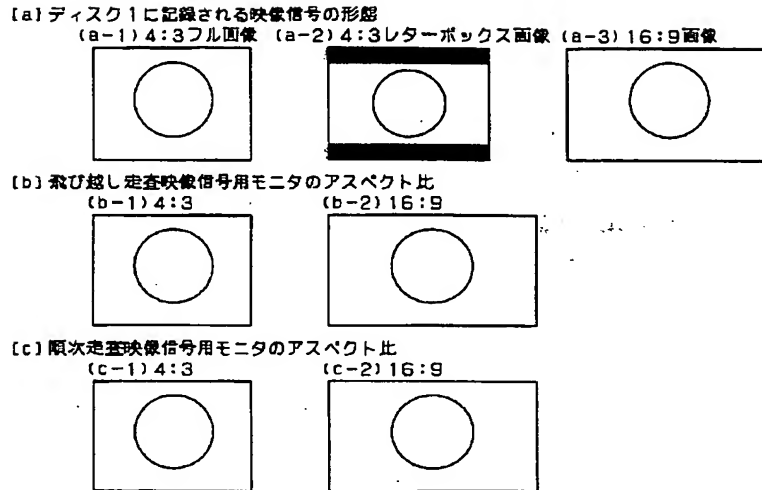 [a]ディスク1に記録される映像信号の形態
(a-1)4:3フル画像 (a-2)4:3レターボックス画像 (a-3)16:9画像
[b]飛び越し走査映像信号用モニタのアスペクト比
(b-1)4:3 (b-2)16:9
[c]順次走査映像信号用モニタのアスペクト比
(c-1)4:3 (c-2)16:9